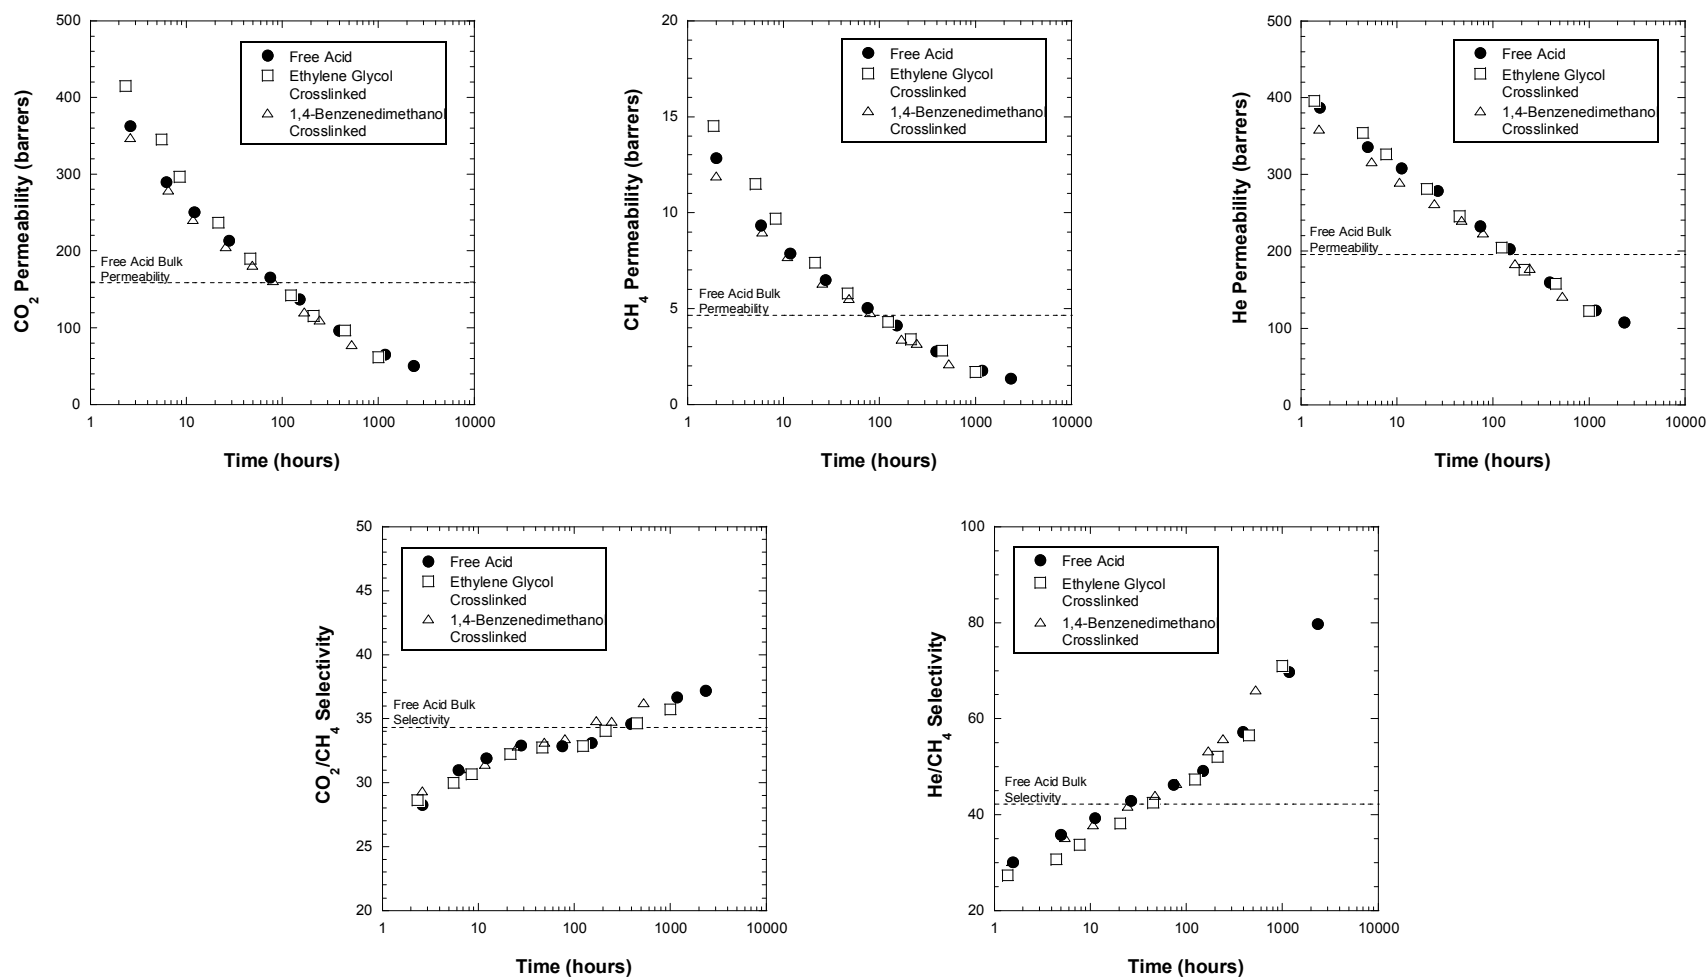 500
400
300
200
100
0
CO2 Permeability (barrers)
Free Acid
Ethylene Glycol
Crosslinked
1,4-Benzenedimethanol
Crosslinked
Free Acid Bulk
Permeability
1 10 100 1000 10000
Time (hours)
20
15
10
5
0
CH4 Permeability (barrers)
Free Acid
Ethylene Glycol
Crosslinked
1,4-Benzenedimethanol
Crosslinked
Free Acid Bulk
Permeability
1 10 100 1000 10000
Time (hours)
500
400
300
200
100
0
He Permeability (barrers)
Free Acid
Ethylene Glycol
Crosslinked
1,4-Benzenedimethanol
Crosslinked
Free Acid Bulk
Permeability
1 10 100 1000 10000
Time (hours)
50
45
40
35
30
25
20
CO2/CH4 Selectivity
Free Acid
Ethylene Glycol
Crosslinked
1,4-Benzenedimethano
Crosslinked
Free Acid Bulk
Selectivity
1 10 100 1000 10000
Time (hours)
100
80
60
40
20
He/CH4 Selectivity
Free Acid
Ethylene Glycol
Crosslinked
1,4-Benzenedimethano
Crosslinked
Free Acid Bulk
Selectivity
1 10 100 1000 10000
Time (hours)